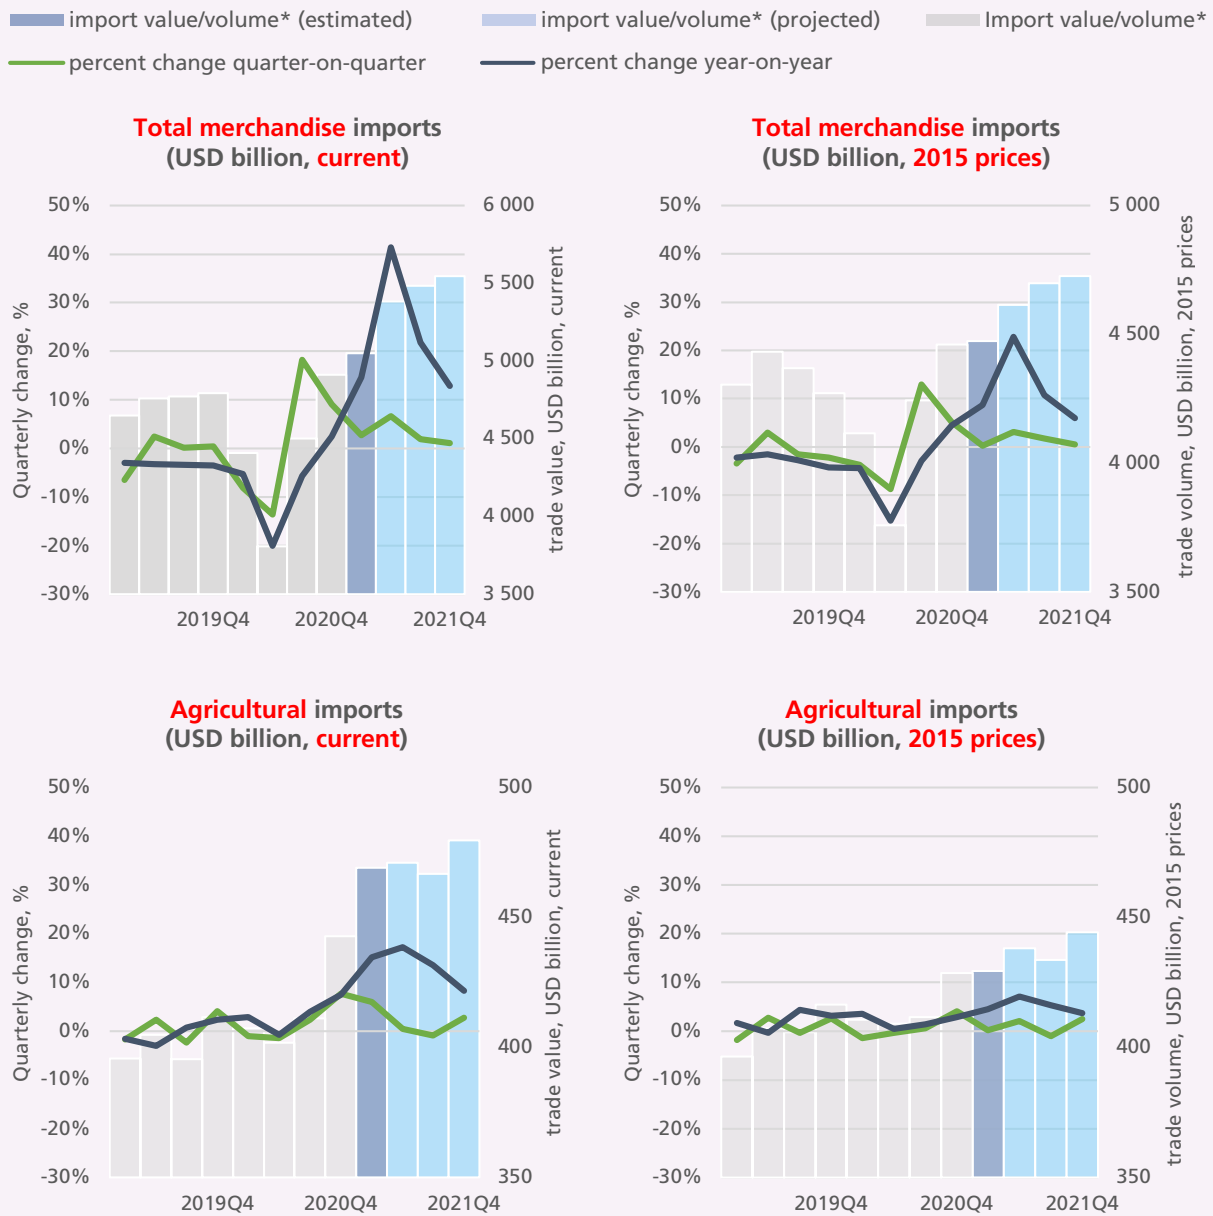 import value/volume* (estimated)
import value/volume* (projected)
Import value/volume*
percent change quarter-on-quarter
percent change year-on-year
Total merchandise imports
(USD billion, current)
50%
40%
30%
20%
10%
0%
-10%
-20%
-30%
Quarterly change, %
6 000
5 500
5 000
4 500
4 000
3 500
trade value, USD billion, current
2019Q4
2020Q4
2021Q4
Total merchandise imports
(USD billion, 2015 prices)
50%
40%
30%
20%
10%
0%
-10%
-20%
-30%
Quarterly change, %
5 000
4 500
4 000
3 500
trade volume, USD billion, 2015 prices
2019Q4
2020Q4
2021Q4
Agricultural imports
(USD billion, current)
50%
40%
30%
20%
10%
0%
-10%
-20%
-30%
Quarterly change, %
500
450
400
350
trade value, USD billion, current
2019Q4
2020Q4
2021Q4
Agricultural imports
(USD billion, 2015 prices)
50%
40%
30%
20%
10%
0%
-10%
-20%
-30%
Quarterly change, %
500
450
400
350
trade volume, USD billion, 2015 prices
2019Q4
2020Q4
2021Q4